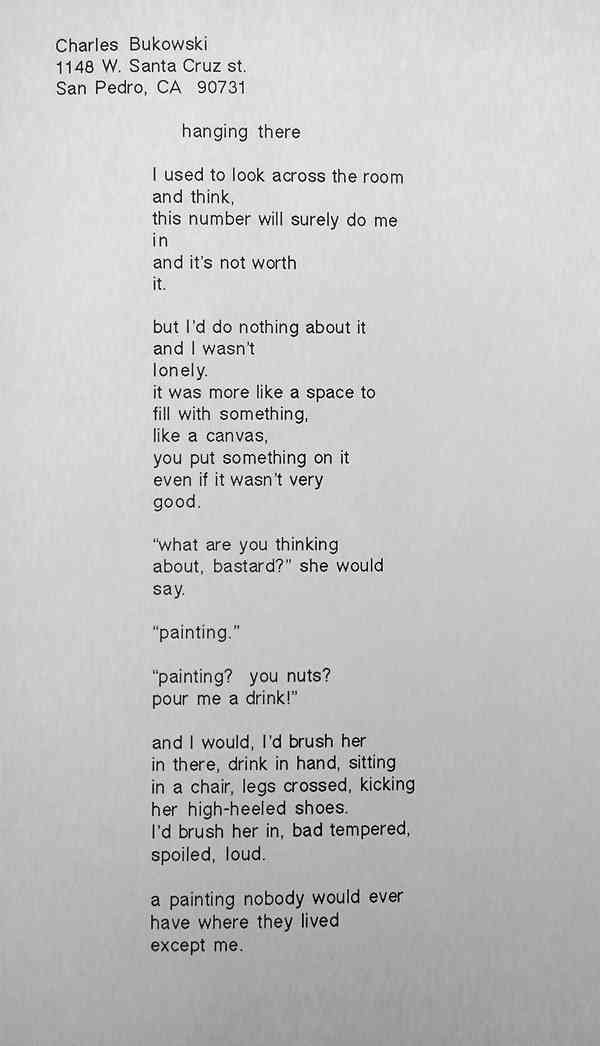 Charles Bukowski
1148 W. Santa Cruz st.
San Pedro, CA 90731
hanging there
I used to look across the room
and think,
this number will surely do me
in
and it's not worth
it.
but I'd do nothing about it
and I wasn't
lonely.
it was more like a space to
fill with something,
like a canvas,
you put something on it
even if it wasn't very
good.
“what are you thinking
about, bastard?” she would
say.
“painting.”
“painting? you nuts?
pour me a drink!”
and I would, I'd brush her
in there, drink in hand, sitting
in a chair, legs crossed, kicking
her high-heeled shoes.
I'd brush her in, bad tempered,
spoiled, loud.
a painting nobody would ever
have where they lived
except me.